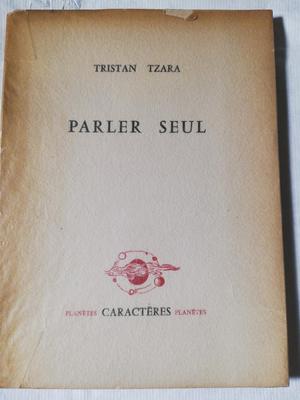 TRISTAN TZARA
PARLER SEUL
PLANÈTES CARACTÈRES PLANÈTES